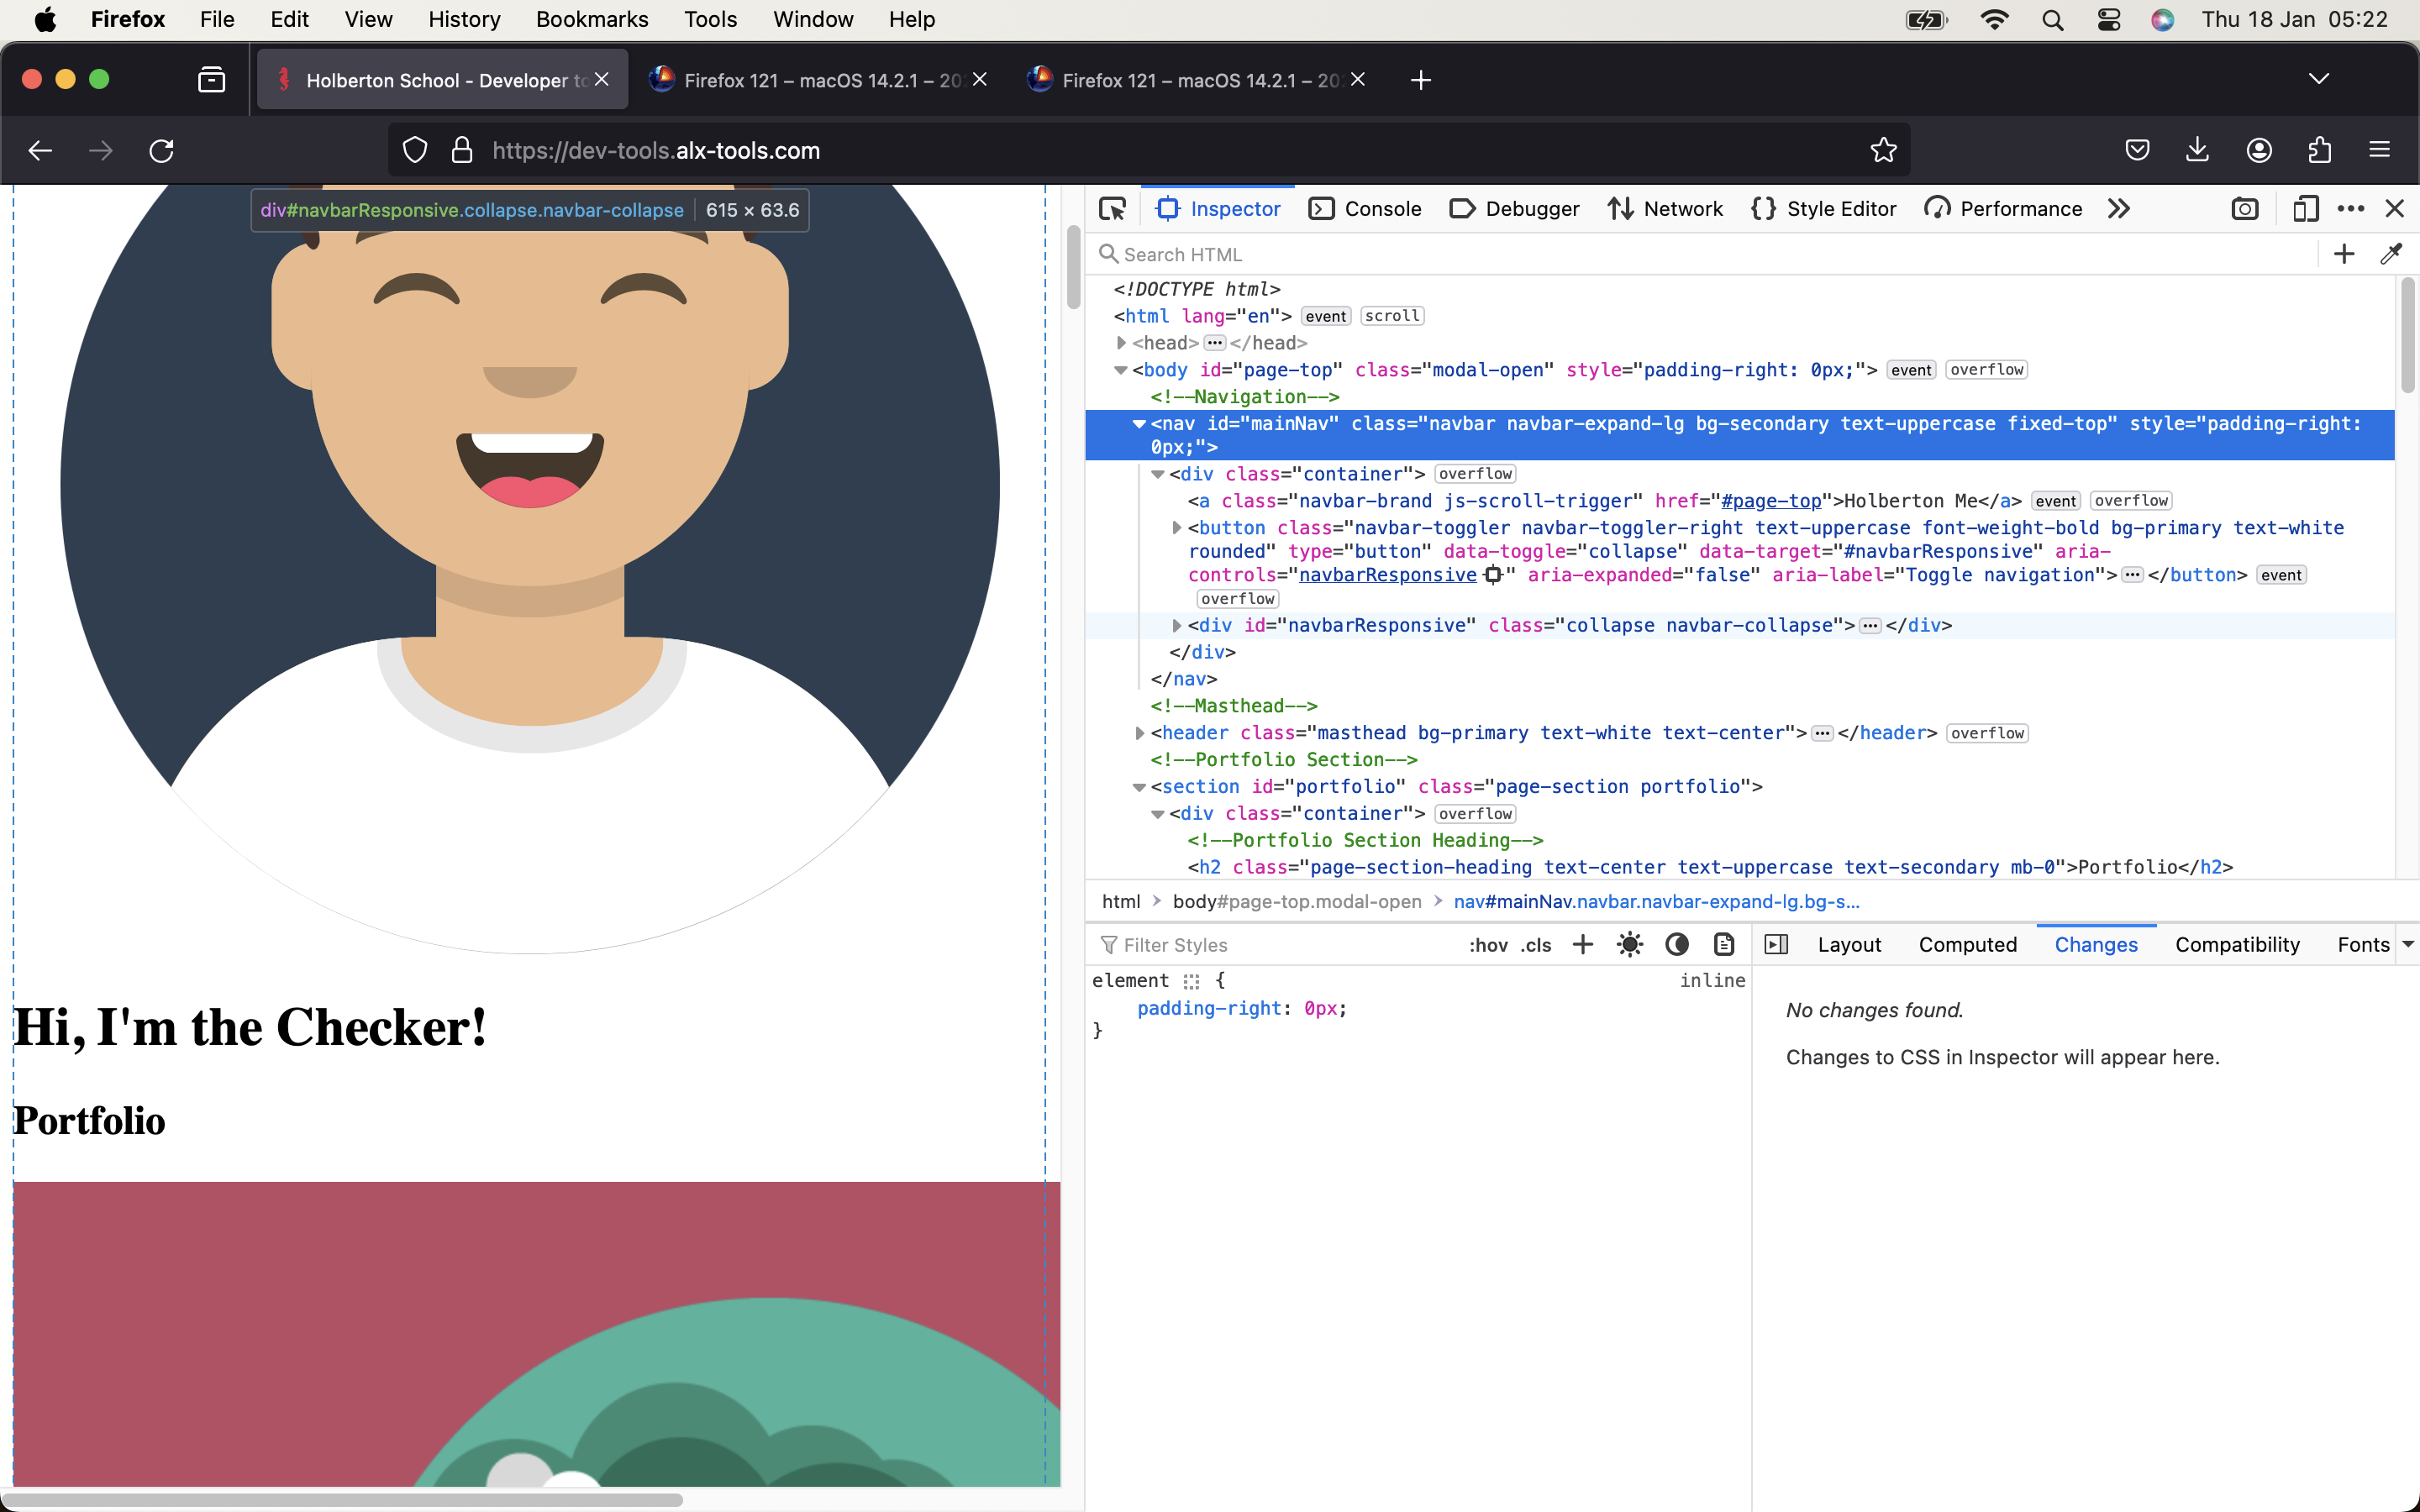 Firefox File Edit View History Bookmarks Tools Window Help Thu 18 Jan 05:22
Holberton School - Developer to Firefox 121 – macOS 14.2.1 – 20 Firefox 121 – macOS 14.2.1 – 20
https://dev-tools.alx-tools.com
div#navbarResponsive.collapse.navbar-collapse 615 × 63.6
Hi, I'm the Checker!
Portfolio
Inspector Console Debugger Network Style Editor Performance
Search HTML
<!DOCTYPE html>
<html lang="en"> event scroll
<head> ••• </head>
<body id="page-top" class="modal-open" style="padding-right: 0px;"> event overflow
<!--Navigation-->
<nav id="mainNav" class="navbar navbar-expand-lg bg-secondary text-uppercase fixed-top" style="padding-right:
0px;">
<div class="container"> overflow
<a class="navbar-brand js-scroll-trigger" href="#page-top">Holberton Me</a> event overflow
<button class="navbar-toggler navbar-toggler-right text-uppercase font-weight-bold bg-primary text-white
rounded" type="button" data-toggle="collapse" data-target="#navbarResponsive" aria-
controls="navbarResponsive" aria-expanded="false" aria-label="Toggle navigation"> ••• </button> event
overflow
<div id="navbarResponsive" class="collapse navbar-collapse"> ••• </div>
</div>
</nav>
<!--Masthead-->
<header class="masthead bg-primary text-white text-center"> ••• </header> overflow
<!--Portfolio Section-->
<section id="portfolio" class="page-section portfolio">
<div class="container"> overflow
<!--Portfolio Section Heading-->
<h2 class="page-section-heading text-center text-uppercase text-secondary mb-0">Portfolio</h2>
html body#page-top.modal-open nav#mainNav.navbar.navbar-expand-lg.bg-s...
Filter Styles :hov .cls
element {
inline
padding-right: 0px;
}
Layout Computed Changes Compatibility Fonts
No changes found.
Changes to CSS in Inspector will appear here.